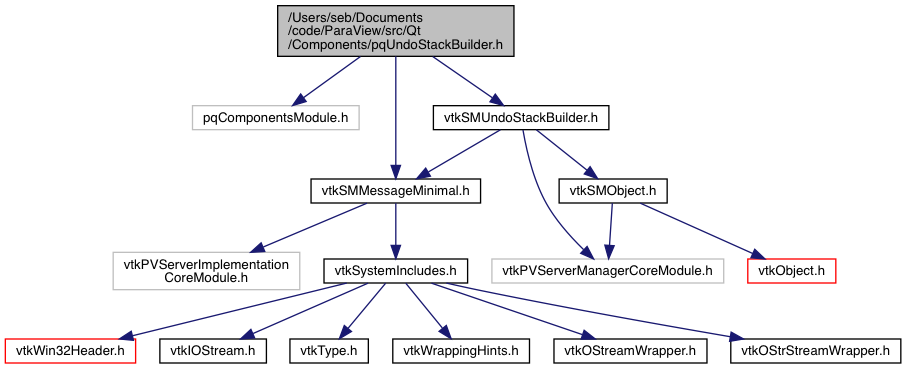 /Users/seb/Documents
/code/ParaView/src/Qt
/Components/pqUndoStackBuilder.h
pqComponentsModule.h
vtkSMUndoStackBuilder.h
vtkSMMessageMinimal.h
vtkSMObject.h
vtkPVServerImplementation
CoreModule.h
vtkSystemIncludes.h
vtkPVServerManagerCoreModule.h
vtkObject.h
vtkWin32Header.h
vtkIOStream.h
vtkType.h
vtkWrappingHints.h
vtkOStreamWrapper.h
vtkOStrStreamWrapper.h